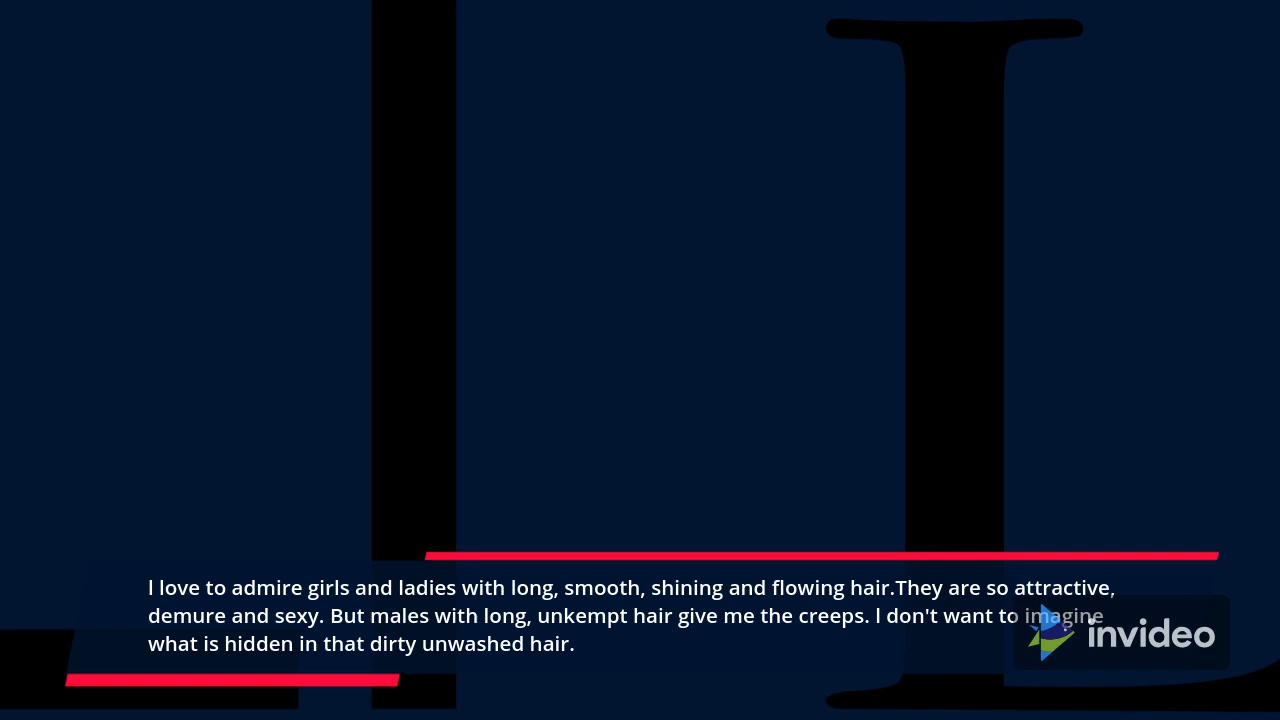 I love to admire girls and ladies with long, smooth, shining and flowing hair.They are so attractive,
demure and sexy. But males with long, unkempt hair give me the creeps. I don't want to imagine
what is hidden in that dirty unwashed hair.
invideo